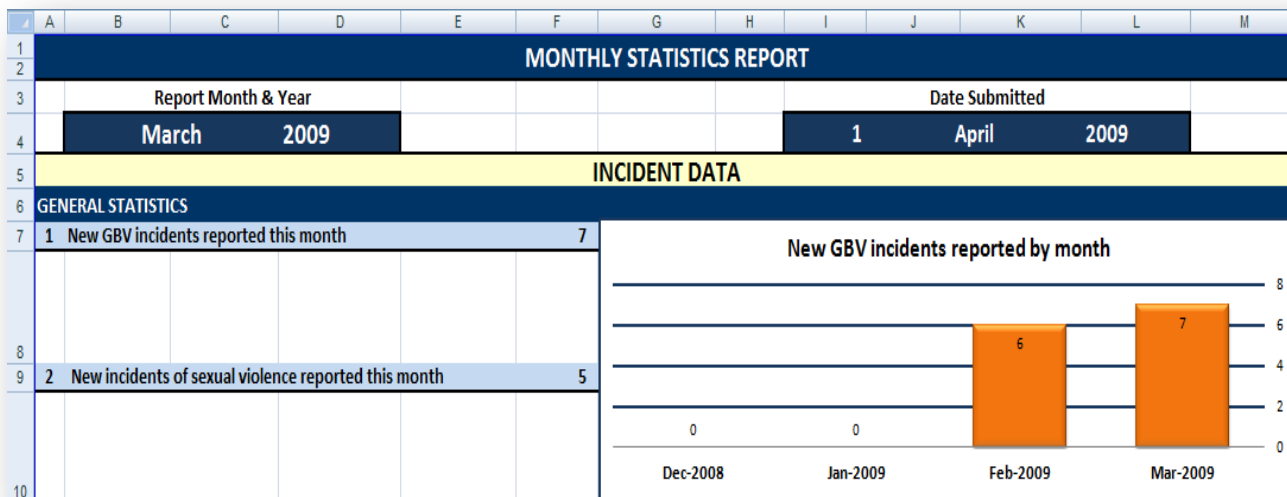 A B C D E F G H I J K L M
1
2
MONTHLY STATISTICS REPORT
3 Report Month & Year Date Submitted
4 March 2009 1 April 2009
5 INCIDENT DATA
6 GENERAL STATISTICS
7 1 New GBV incidents reported this month 7
New GBV incidents reported by month
8
6
4
2
0
0 0 6 7
Dec-2008 Jan-2009 Feb-2009 Mar-2009
8
9 2 New incidents of sexual violence reported this month 5
10